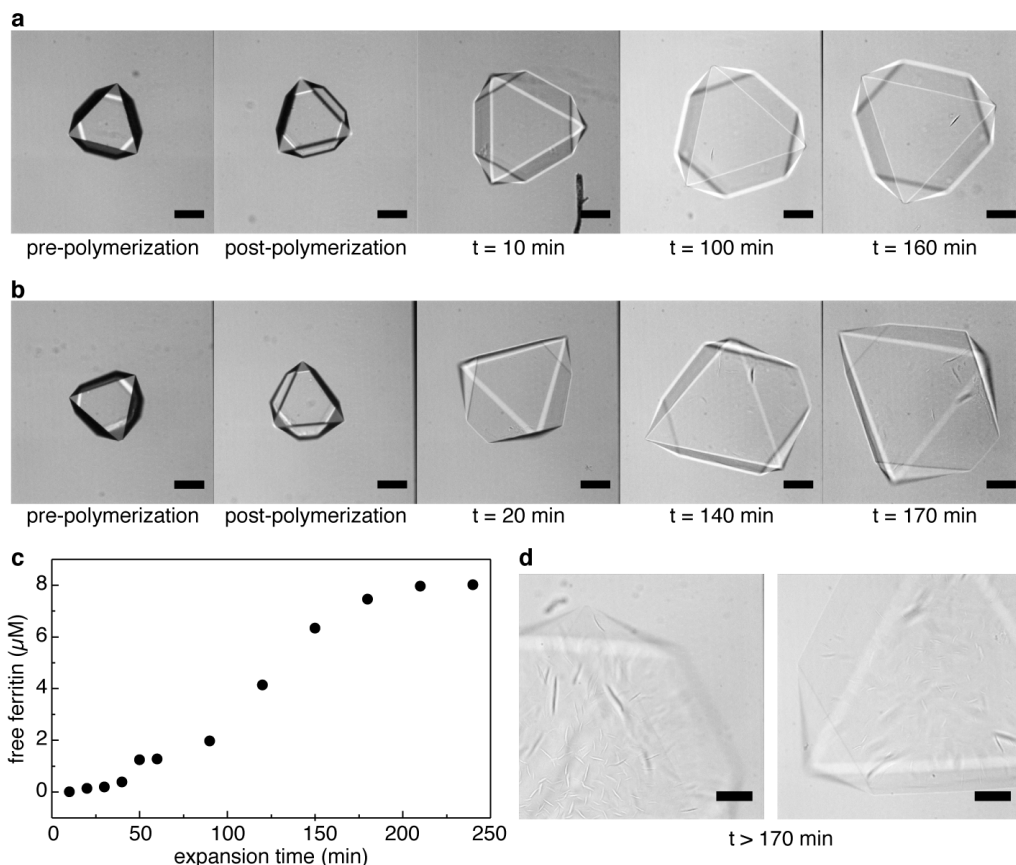 a
pre-polymerization post-polymerization t = 10 min t = 100 min t = 160 min
b
pre-polymerization post-polymerization t = 20 min t = 140 min t = 170 min
c
8
6
4
2
0
free ferritin (µM)
0 50 100 150 200 250
expansion time (min)
d
t > 170 min